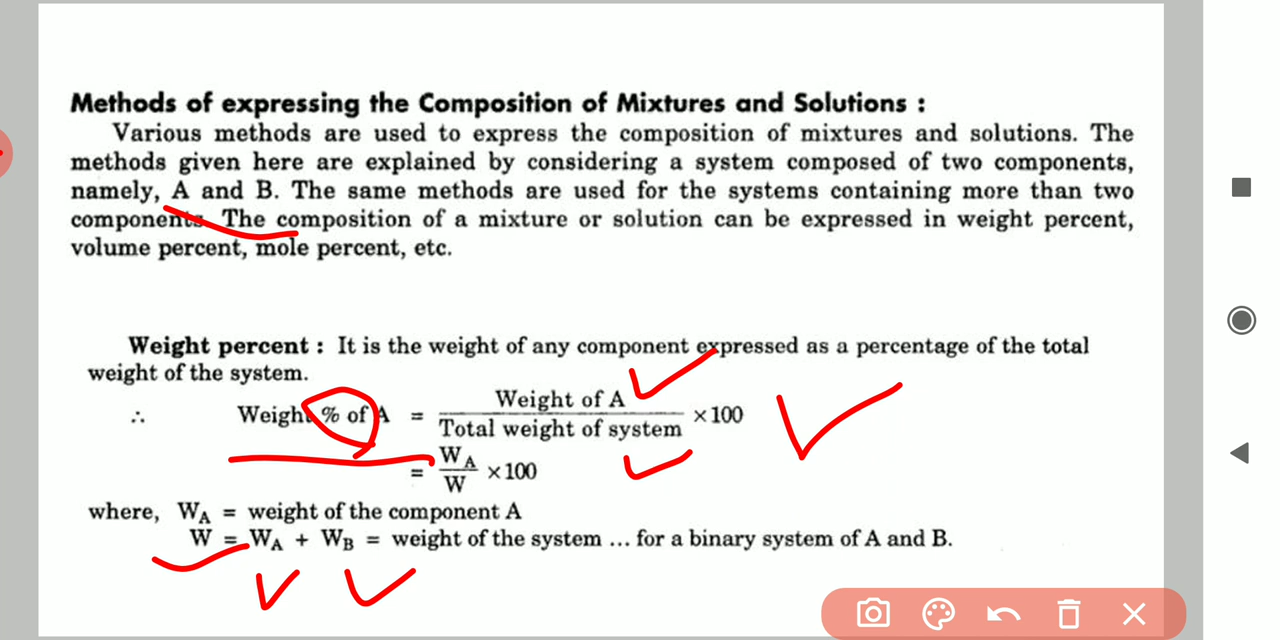 Methods of expressing the Composition of Mixtures and Solutions :
Various methods are used to express the composition of mixtures and solutions. The
methods given here are explained by considering a system composed of two components,
namely, A and B. The same methods are used for the systems containing more than two
components. The composition of a mixture or solution can be expressed in weight percent,
volume percent, mole percent, etc.
Weight percent : It is the weight of any component expressed as a percentage of the total
weight of the system.
∴ Weight % of A = Weight of A / Total weight of system × 100
= W_A / W × 100
where, W_A = weight of the component A
W = W_A + W_B = weight of the system ... for a binary system of A and B.